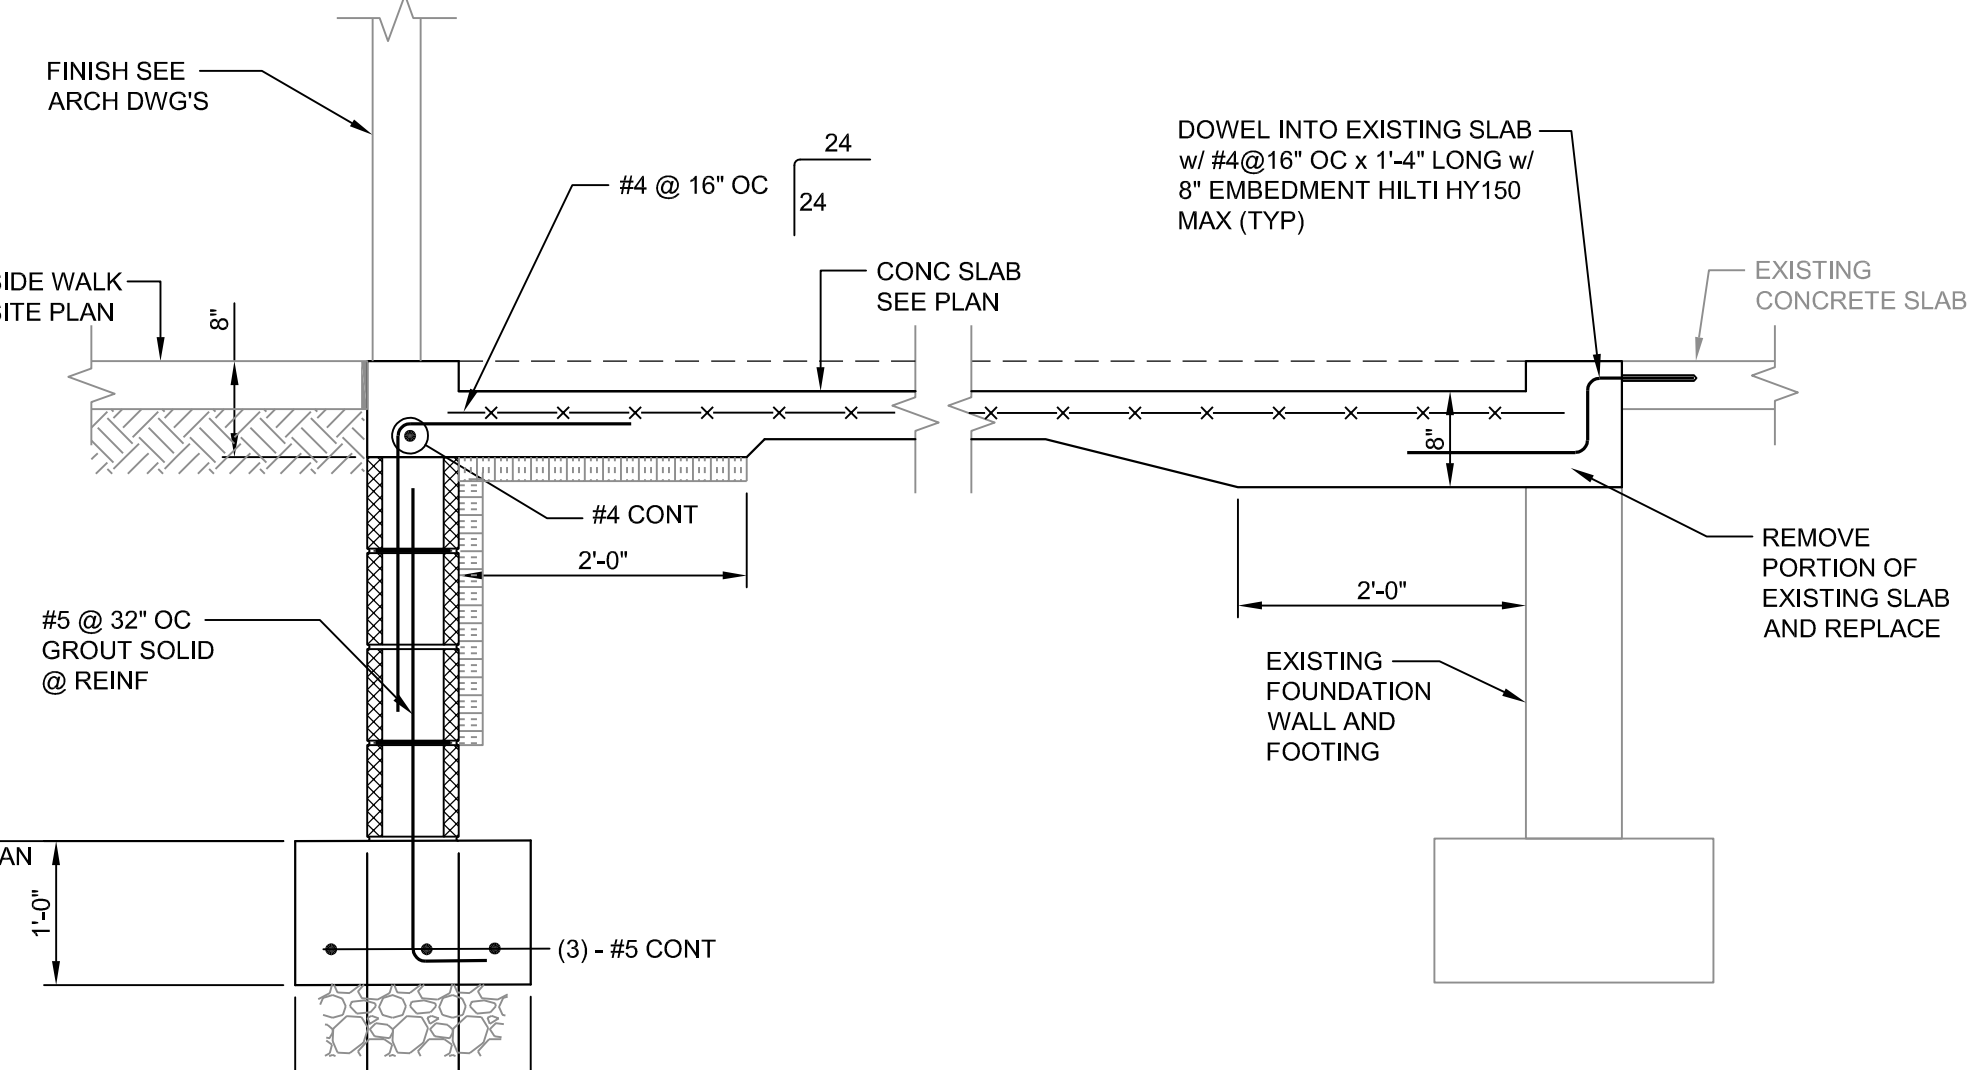 FINISH SEE
ARCH DWG'S
#4 @ 16" OC
24
24
DOWEL INTO EXISTING SLAB
w/ #4@16" OC x 1'-4" LONG w/
8" EMBEDMENT HILTI HY150
MAX (TYP)
SIDE WALK
SITE PLAN
8"
CONC SLAB
SEE PLAN
EXISTING
CONCRETE SLAB
8"
#4 CONT
2'-0"
2'-0"
REMOVE
PORTION OF
EXISTING SLAB
AND REPLACE
#5 @ 32" OC
GROUT SOLID
@ REINF
EXISTING
FOUNDATION
WALL AND
FOOTING
AN
1'-0"
(3) - #5 CONT